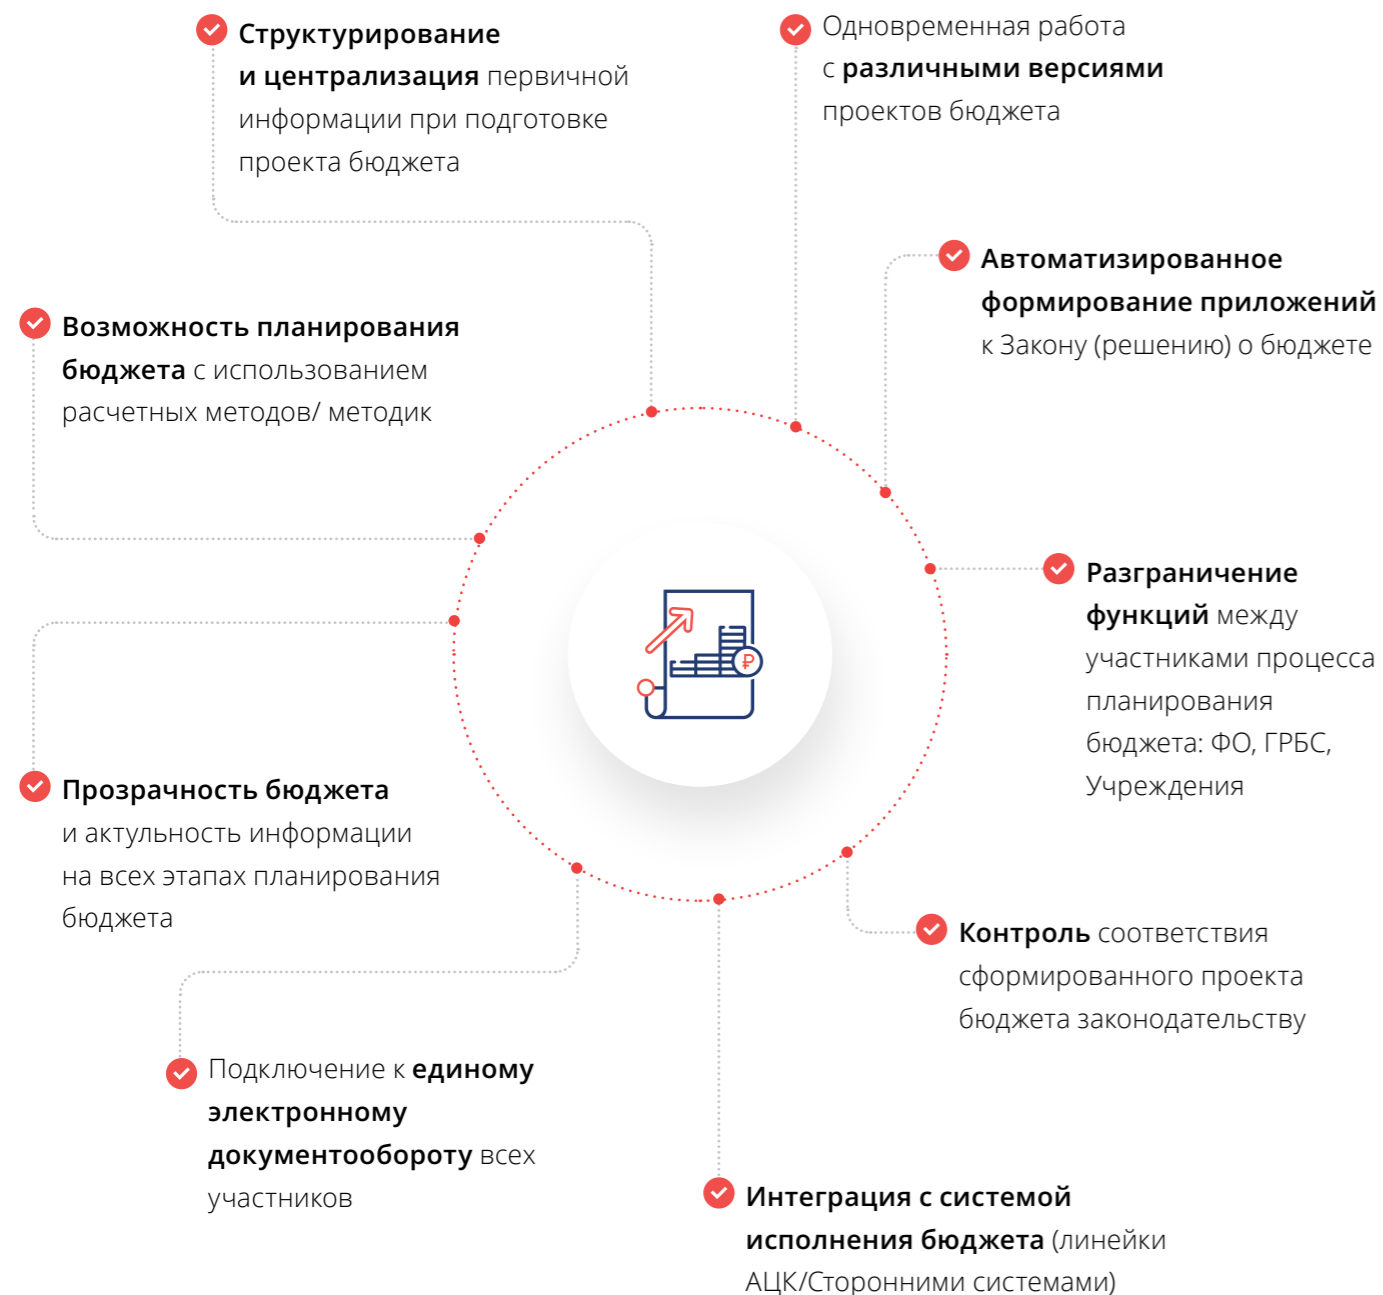 Структурирование
и централизация первичной
информации при подготовке
проекта бюджета
Одновременная работа
с различными версиями
проектов бюджета
Автоматизированное
формирование приложений
к Закону (решению) о бюджете
Возможность планирования
бюджета с использованием
расчетных методов/ методик
Разграничение
функций между
участниками процесса
планирования
бюджета: ФО, ГРБС,
Учреждения
₽
Прозрачность бюджета
и актульность информации
на всех этапах планирования
бюджета
Контроль соответствия
сформированного проекта
бюджета законодательству
Подключение к единому
электронному
документообороту всех
участников
Интеграция с системой
исполнения бюджета (линейки
АЦК/Сторонними системами)